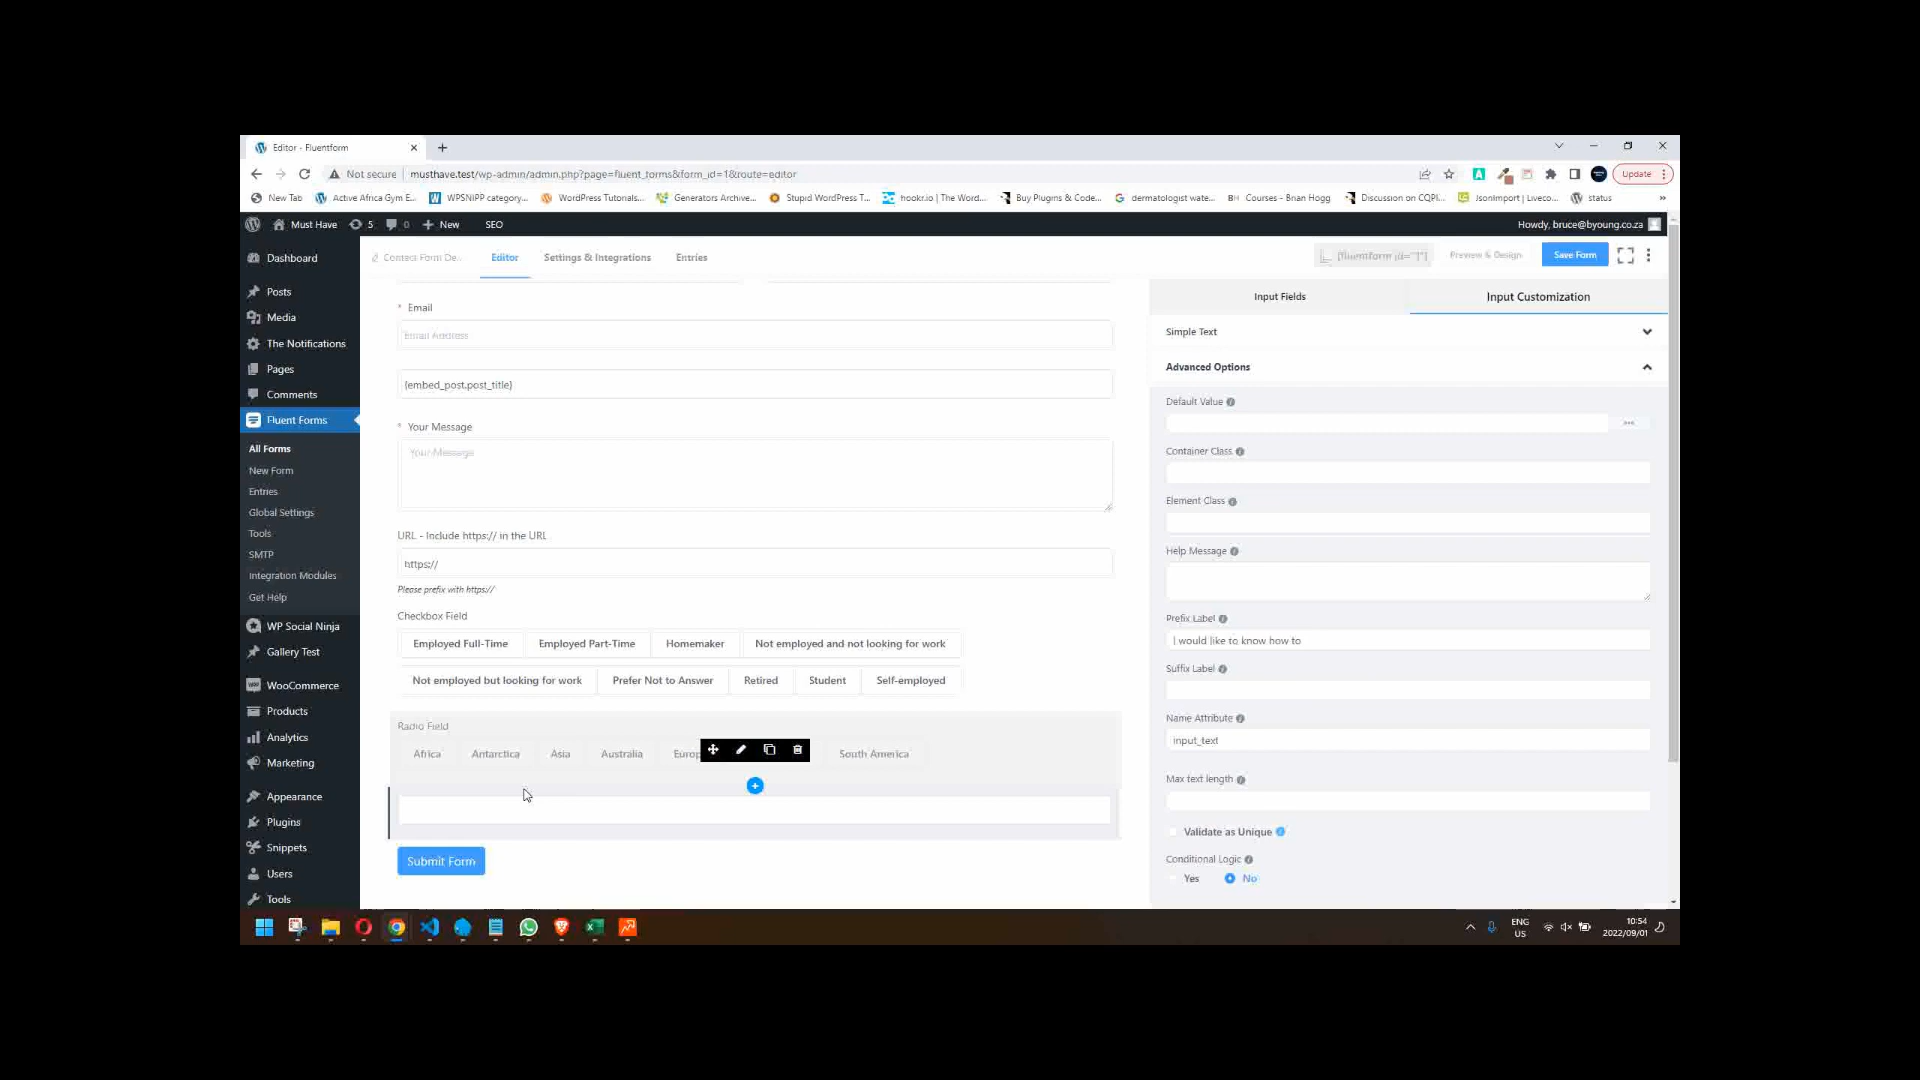 Editor - Fluentform
Not secure
musthave.test/wp-admin/admin.php?page=fluent_forms&form_id=1&route=editor
Update
New Tab
Active Africa Gym E...
WPSNIPP category...
WordPress Tutorials...
Generators Archive...
Stupid WordPress T...
hookr.io | The Word...
Buy Plugins & Code...
dermatologist wate...
Courses - Brian Hogg
Discussion on CQPI...
JsonImport | Liveco...
status
Must Have
5
0
New
SEO
Howdy, bruce@byoung.co.za
Dashboard
Posts
Media
The Notifications
Pages
Comments
Fluent Forms
All Forms
New Form
Entries
Global Settings
Tools
SMTP
Integration Modules
Get Help
WP Social Ninja
Gallery Test
WooCommerce
Products
Analytics
Marketing
Appearance
Plugins
Snippets
Users
Tools
Contact Form De...
Editor
Settings & Integrations
Entries
[fluentform id="1"]
Preview & Design
Save Form
* Email
Email Address
{embed_post.post_title}
* Your Message
Your Message
URL - Include https:// in the URL
https://
Please prefix with https://
Checkbox Field
Employed Full-Time
Employed Part-Time
Homemaker
Not employed and not looking for work
Not employed but looking for work
Prefer Not to Answer
Retired
Student
Self-employed
Radio Field
Africa
Antarctica
Asia
Australia
Europ
South America
Submit Form
Input Fields
Input Customization
Simple Text
Advanced Options
Default Value
Container Class
Element Class
Help Message
Prefix Label
I would like to know how to
Suffix Label
Name Attribute
input_text
Max text length
Validate as Unique
Conditional Logic
Yes
No
ENG
US
10:54
2022/09/01